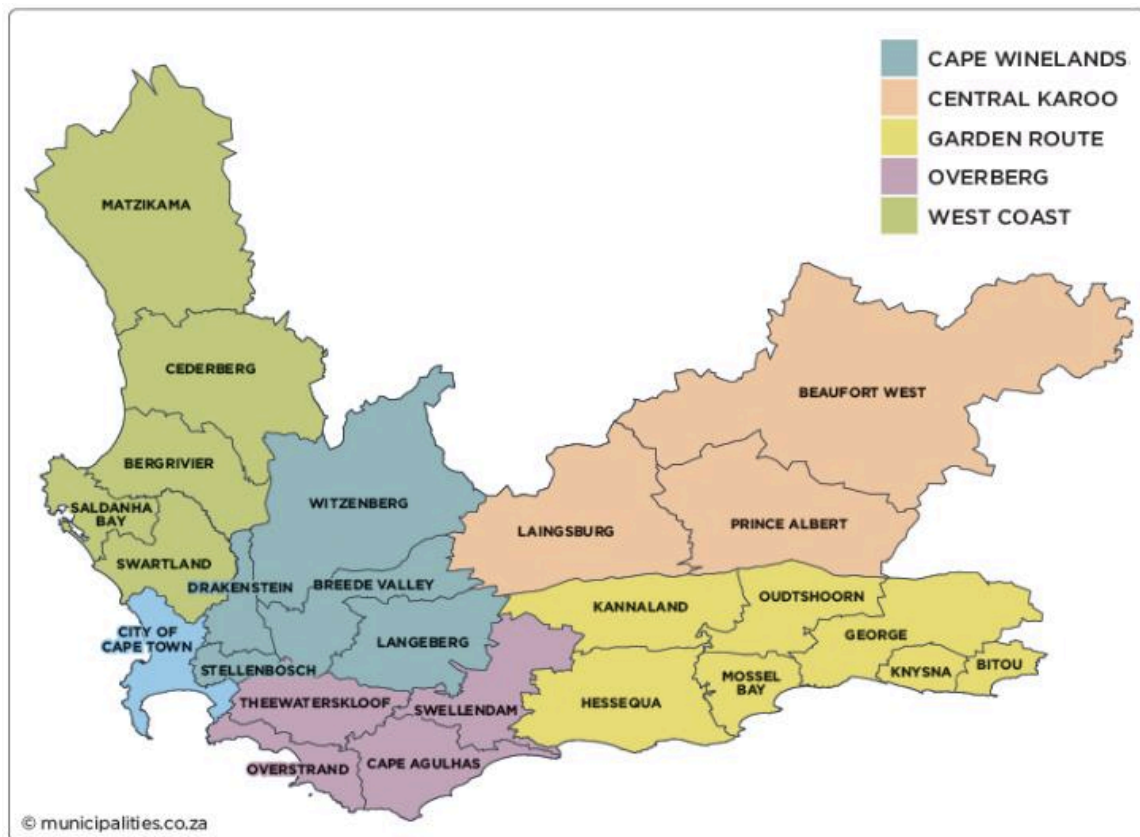 CAPE WINELANDS
CENTRAL KAROO
GARDEN ROUTE
OVERBERG
WEST COAST
MATZIKAMA
CEDERBERG
BEAUFORT WEST
BERGRIVIER
WITZENBERG
SALDANHA
BAY
LAINGSBURG
PRINCE ALBERT
SWARTLAND
DRAKENSTEIN
BREEDE VALLEY
KANNALAND
OUDTSHOORN
CITY OF
CAPE TOWN
LANGEBERG
GEORGE
STELLENBOSCH
KNYSNA
BITOU
MOSSEL
BAY
THEEWATERSKLOOF
SWELLENDAM
HESSEQUA
OVERSTRAND
CAPE AGULHAS
© municipalities.co.za